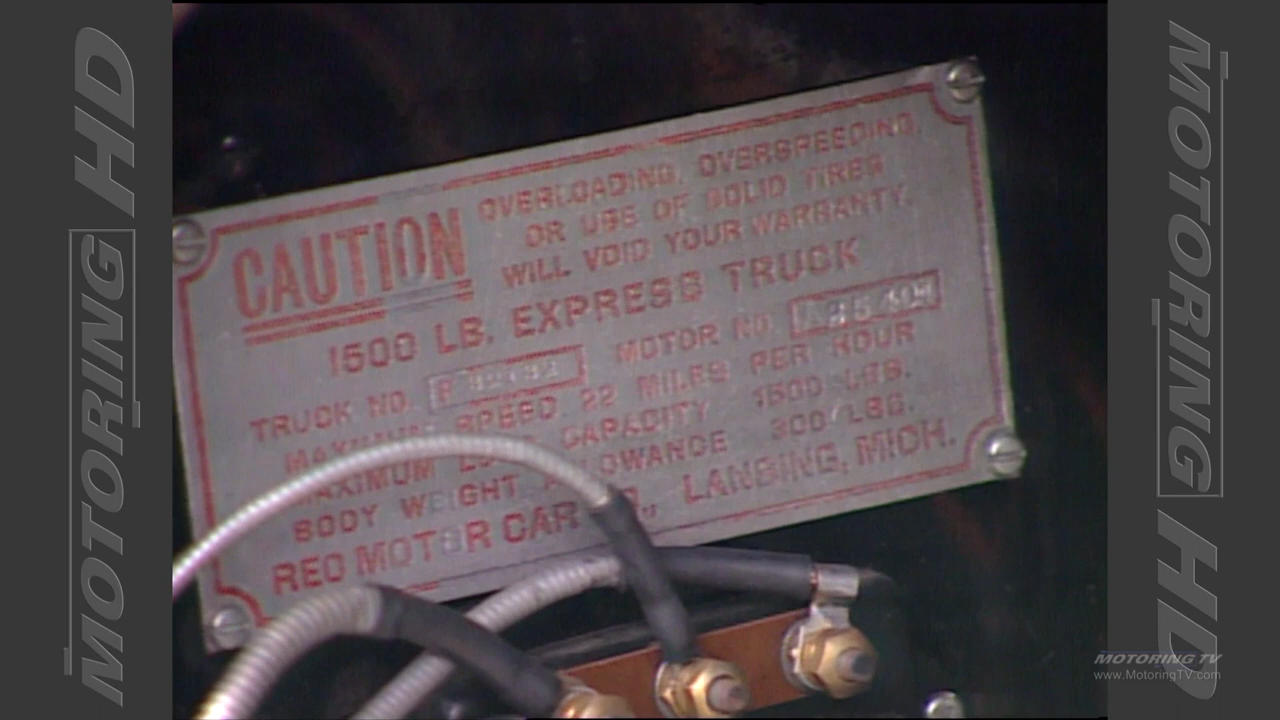 MOTORING HD
CAUTION
OVERLOADING, OVERSPEEDING,
OR USE OF SOLID TIRES
WILL VOID YOUR WARRANTY.
1500 LB. EXPRESS TRUCK
TRUCK NO. MOTOR NO.
MAXIMUM SPEED 22 MILES PER HOUR
MAXIMUM CAPACITY 1500 LBS.
BODY WEIGHT 300 LBS.
REO MOTOR CAR LANSING, MICH.
MOTORING HD
MOTORING TV
www.MotoringTV.com